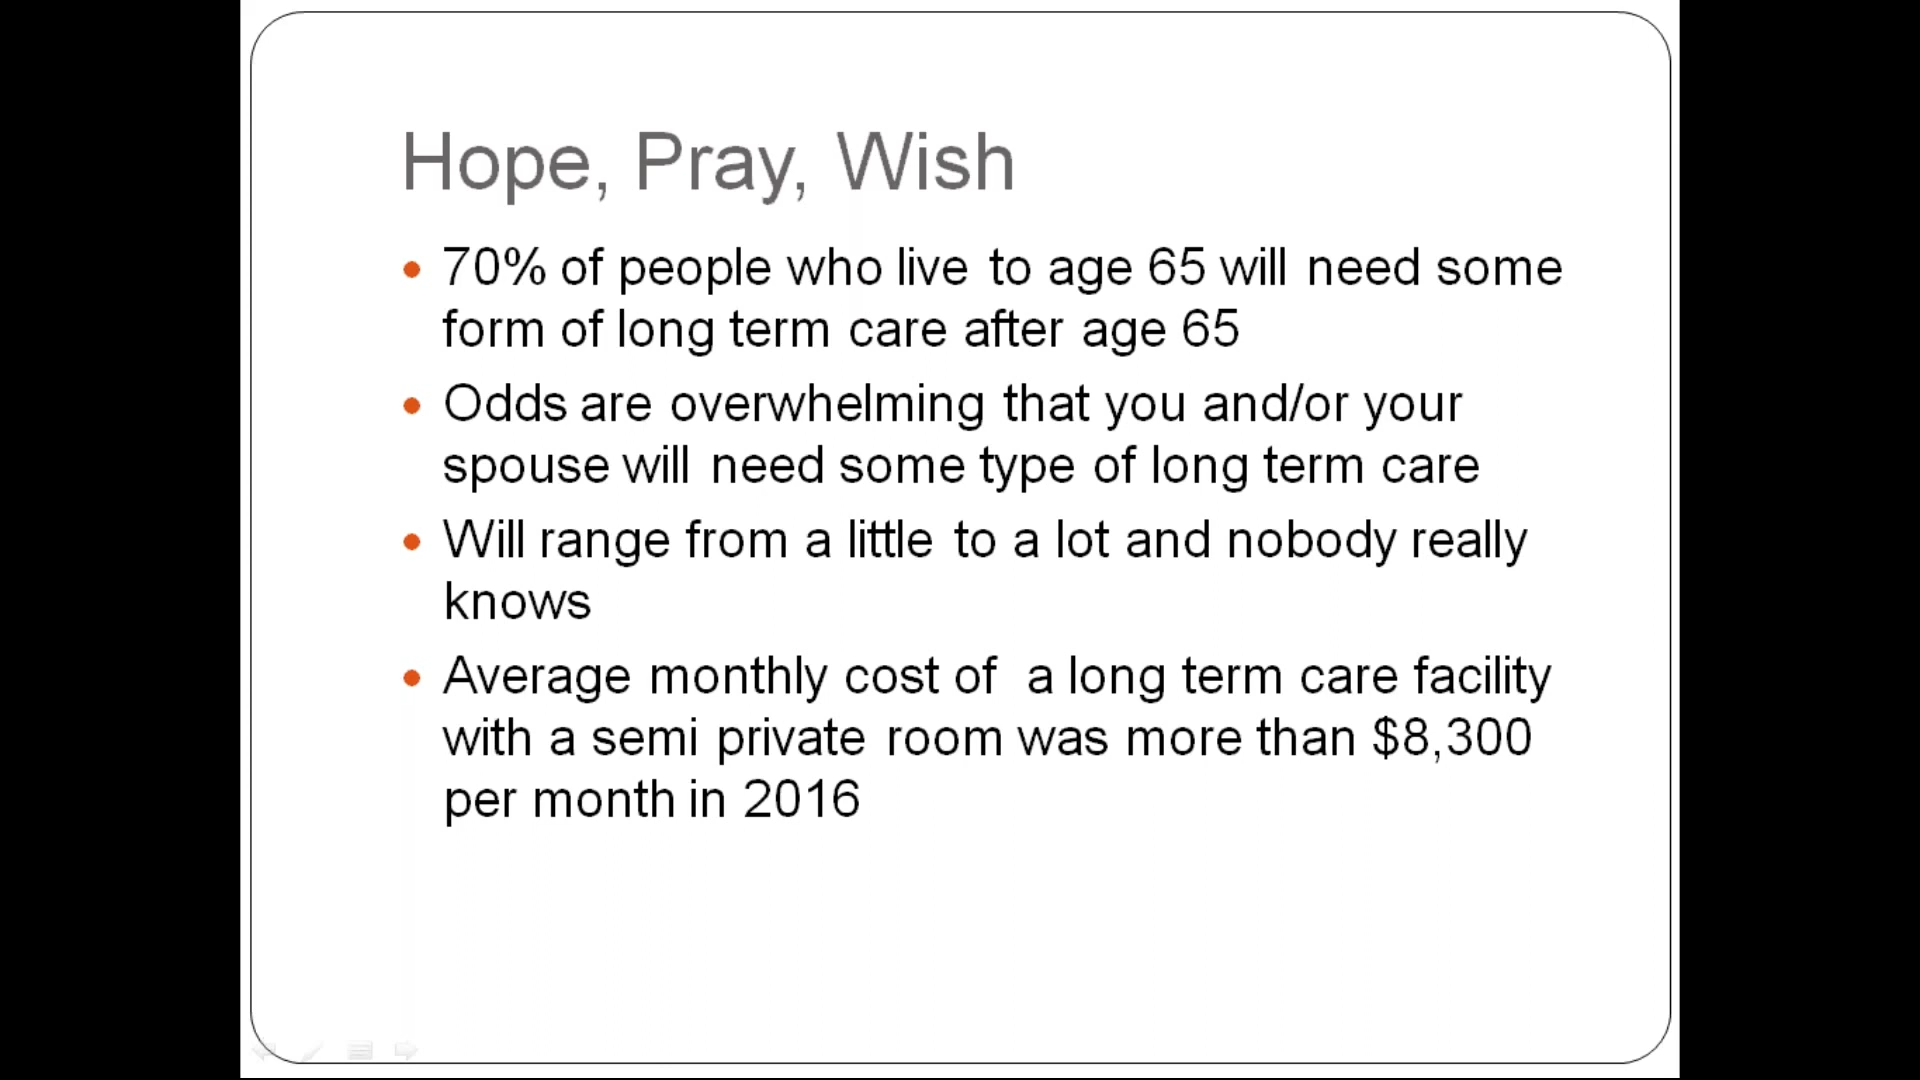 Hope, Pray, Wish
• 70% of people who live to age 65 will need some
form of long term care after age 65
• Odds are overwhelming that you and/or your
spouse will need some type of long term care
• Will range from a little to a lot and nobody really
knows
• Average monthly cost of  a long term care facility
with a semi private room was more than $8,300
per month in 2016